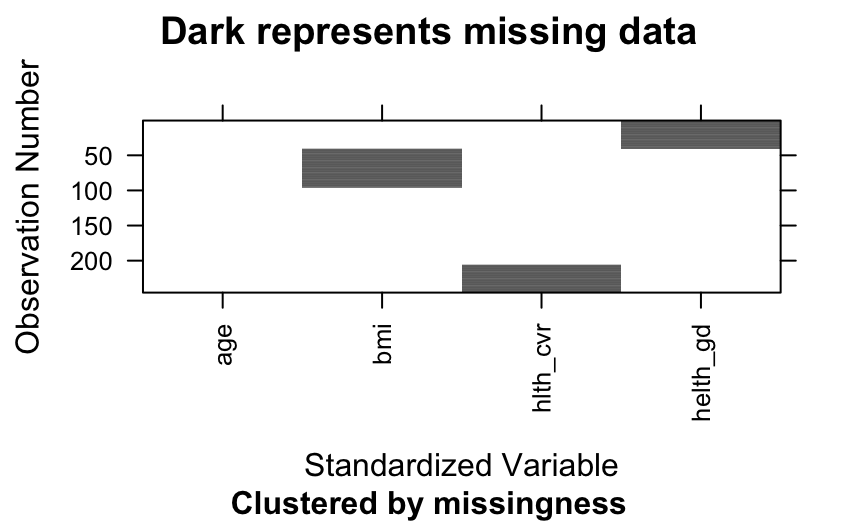 Dark represents missing data
Observation Number
50
100
150
200
age
bmi
hlth_cvr
helth_gd
Standardized Variable
Clustered by missingness